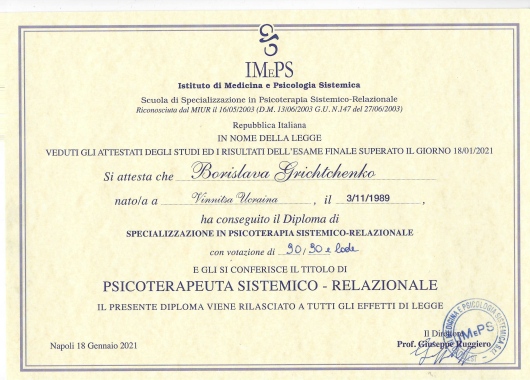 IMePS
Istituto di Medicina e Psicologia Sistemica
Scuola di Specializzazione in Psicoterapia Sistemico-Relazionale
Riconosciuta dal MIUR il 16/05/2003 (D.M. 13/06/2003 G.U N.147 del 27/06/2003)
Repubblica Italiana
IN NOME DELLA LEGGE
VEDUTI GLI ATTESTATI DEGLI STUDI ED I RISULTATI DELL'ESAME FINALE SUPERATO IL GIORNO 18/01/2021
Si attesta che Borislava Grichtchenko
nato/a a Vinnitsa Ucraina, il 3/11/1989,
ha conseguito il Diploma di
SPECIALIZZAZIONE IN PSICOTERAPIA SISTEMICO-RELAZIONALE
con votazione di 90/90 e lode
E GLI SI CONFERISCE IL TITOLO DI
PSICOTERAPEUTA SISTEMICO - RELAZIONALE
IL PRESENTE DIPLOMA VIENE RILASCIATO A TUTTI GLI EFFETTI DI LEGGE
Il Direttore
Prof. Giuseppe Ruggiero
Napoli 18 Gennaio 2021
IMePS